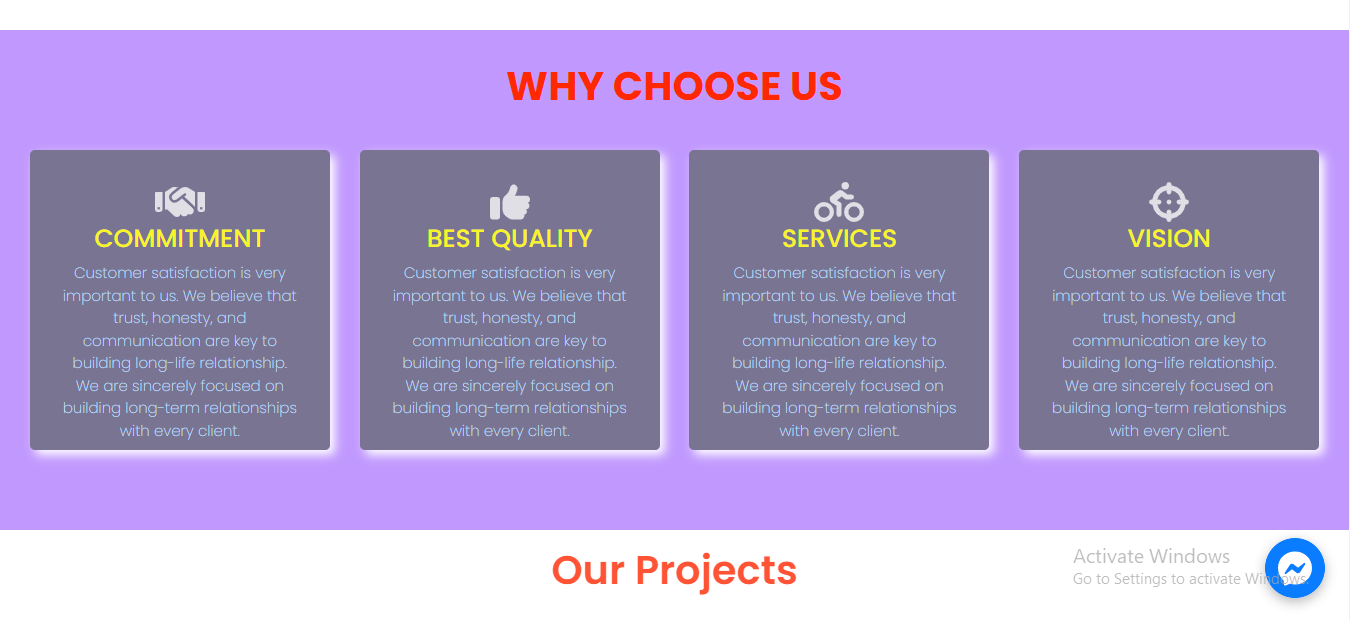 WHY CHOOSE US
COMMITMENT
Customer satisfaction is very
important to us. We believe that
trust, honesty, and
communication are key to
building long-life relationship.
We are sincerely focused on
building long-term relationships
with every client.
BEST QUALITY
Customer satisfaction is very
important to us. We believe that
trust, honesty, and
communication are key to
building long-life relationship.
We are sincerely focused on
building long-term relationships
with every client.
SERVICES
Customer satisfaction is very
important to us. We believe that
trust, honesty, and
communication are key to
building long-life relationship.
We are sincerely focused on
building long-term relationships
with every client.
VISION
Customer satisfaction is very
important to us. We believe that
trust, honesty, and
communication are key to
building long-life relationship.
We are sincerely focused on
building long-term relationships
with every client.
Our Projects
Activate Windows
Go to Settings to activate Windows.